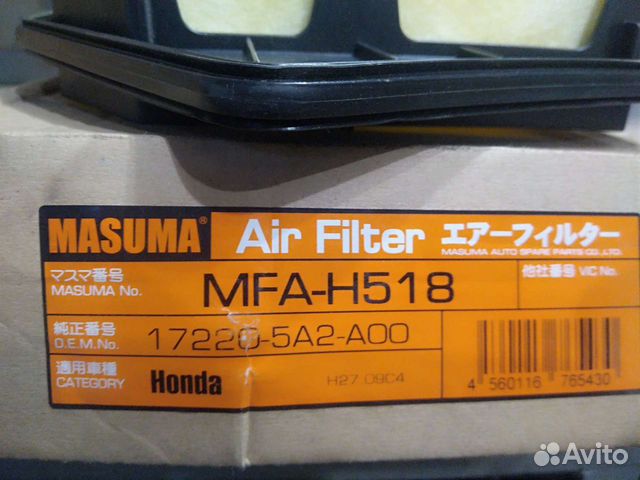 MASUMA® Air Filter エアーフィルター
MASUMA AUTO SPARE PARTS CO.,LTD.
マスマ番号
MASUMA No.
MFA-H518
他社番号 VIC No.
純正番号
O.E.M.No.
17220-5A2-A00
適用車種
CATEGORY
Honda
H27 09C4
4 560116 765430
Avito